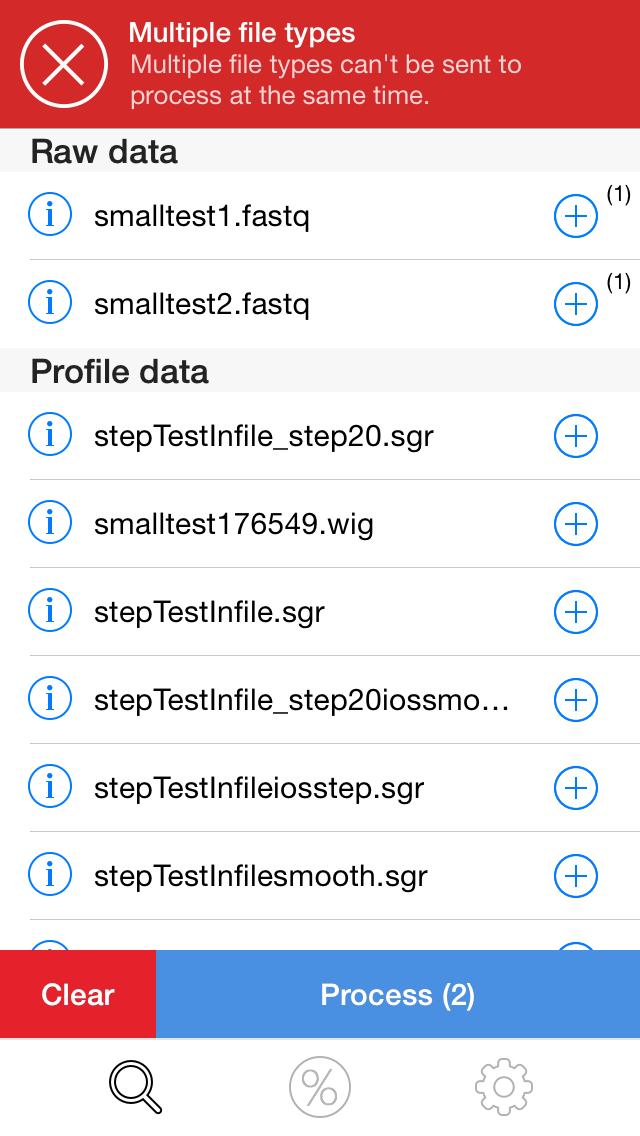 Multiple file types
Multiple file types can't be sent to
process at the same time.
Raw data
smalltest1.fastq
(1)
smalltest2.fastq
(1)
Profile data
stepTestInfile_step20.sgr
smalltest176549.wig
stepTestInfile.sgr
stepTestInfile_step20iossmo…
stepTestInfileiosstep.sgr
stepTestInfilesmooth.sgr
Clear
Process (2)